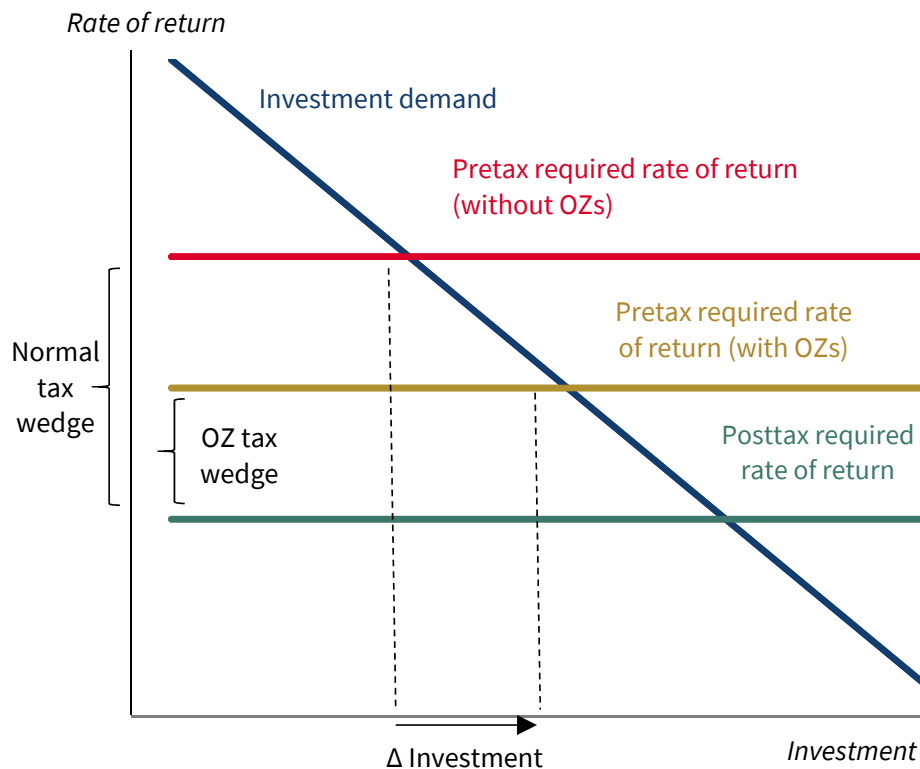 Rate of return
Investment demand
Pretax required rate of return
(without OZs)
Pretax required rate
of return (with OZs)
Normal
tax
wedge
OZ tax
wedge
Posttax required
rate of return
Δ Investment
Investment